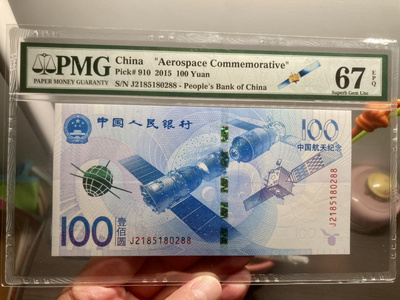 PMG
PAPER MONEY GUARANTY
China "Aerospace Commemorative"
Pick# 910 2015 100 Yuan
S/N J2185180288 - People's Bank of China
67 EPQ
Superb Gem Unc
中国人民银行
100
中国航天纪念
J2185180288
100 壹佰圆
J2185180288